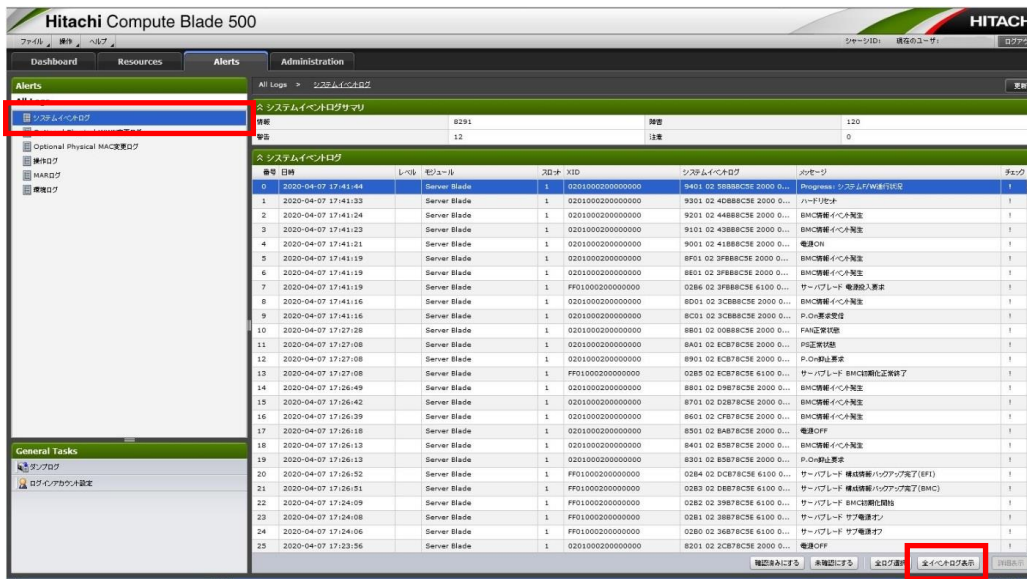 Hitachi Compute Blade 500
HITACHI
ファイル 操作 ヘルプ
シャーシID: 現在のユーザ:
Dashboard Resources Alerts Administration
Alerts
All Logs > システムイベントログ
システムイベントログ
Optional Physical MAC変更ログ
操作ログ
MARログ
環境ログ
システムイベントログサマリ
情報 8291 障害 120
警告 12 注意 0
システムイベントログ
番号 日時 レベル モジュール スロット XID システムイベントログ メッセージ チェック
0 2020-04-07 17:41:44 Server Blade 1 0201000200000000 9401 02 5BBB8C5E 2000 0... Progress: システムF/W進行状況 !
1 2020-04-07 17:41:33 Server Blade 1 0201000200000000 9301 02 4DBB8C5E 2000 0... ハードリセット !
2 2020-04-07 17:41:24 Server Blade 1 0201000200000000 9201 02 44BB8C5E 2000 0... BMC情報イベント発生 !
3 2020-04-07 17:41:23 Server Blade 1 0201000200000000 9101 02 43BB8C5E 2000 0... BMC情報イベント発生 !
4 2020-04-07 17:41:21 Server Blade 1 0201000200000000 9001 02 41BB8C5E 2000 0... 電源ON !
5 2020-04-07 17:41:19 Server Blade 1 0201000200000000 8F01 02 3FBB8C5E 2000 0... BMC情報イベント発生 !
6 2020-04-07 17:41:19 Server Blade 1 0201000200000000 8E01 02 3FBB8C5E 2000 0... BMC情報イベント発生 !
7 2020-04-07 17:41:19 Server Blade 1 FF01000200000000 0286 02 3FBB8C5E 6100 0... サーバブレード 電源投入要求 !
8 2020-04-07 17:41:16 Server Blade 1 0201000200000000 8D01 02 3CBB8C5E 2000 0... BMC情報イベント発生 !
9 2020-04-07 17:41:16 Server Blade 1 0201000200000000 8C01 02 3CBB8C5E 2000 0... P.On要求受信 !
10 2020-04-07 17:27:28 Server Blade 1 0201000200000000 8B01 02 00B88C5E 2000 0... FAN正常状態 !
11 2020-04-07 17:27:08 Server Blade 1 0201000200000000 8A01 02 ECB78C5E 2000 0... PS正常状態 !
12 2020-04-07 17:27:08 Server Blade 1 0201000200000000 8901 02 ECB78C5E 2000 0... P.On抑止要求 !
13 2020-04-07 17:27:08 Server Blade 1 FF01000200000000 0285 02 ECB78C5E 6100 0... サーバブレード BMC初期化正常終了 !
14 2020-04-07 17:26:49 Server Blade 1 0201000200000000 8801 02 D9B78C5E 2000 0... BMC情報イベント発生 !
15 2020-04-07 17:26:42 Server Blade 1 0201000200000000 8701 02 D2B78C5E 2000 0... BMC情報イベント発生 !
16 2020-04-07 17:26:39 Server Blade 1 0201000200000000 8601 02 CFB78C5E 2000 0... BMC情報イベント発生 !
17 2020-04-07 17:26:18 Server Blade 1 0201000200000000 8501 02 BAB78C5E 2000 0... 電源OFF !
18 2020-04-07 17:26:13 Server Blade 1 0201000200000000 8401 02 B5B78C5E 2000 0... BMC情報イベント発生 !
19 2020-04-07 17:26:13 Server Blade 1 0201000200000000 8301 02 B5B78C5E 2000 0... P.On抑止要求 !
20 2020-04-07 17:26:52 Server Blade 1 FF01000200000000 0284 02 DCB78C5E 6100 0... サーバブレード 構成情報バックアップ完了(EFI) !
21 2020-04-07 17:26:51 Server Blade 1 FF01000200000000 0283 02 DBB78C5E 6100 0... サーバブレード 構成情報バックアップ完了(BMC) !
22 2020-04-07 17:24:09 Server Blade 1 FF01000200000000 0282 02 39B78C5E 6100 0... サーバブレード BMC初期化開始 !
23 2020-04-07 17:24:08 Server Blade 1 FF01000200000000 0281 02 38B78C5E 6100 0... サーバブレード サブ電源オン !
24 2020-04-07 17:24:06 Server Blade 1 FF01000200000000 0280 02 36B78C5E 6100 0... サーバブレード サブ電源オフ !
25 2020-04-07 17:23:56 Server Blade 1 0201000200000000 8201 02 2CB78C5E 2000 0... 電源OFF !
General Tasks
ダンプログ
ログインアカウント設定
確認済みにする 未確認にする 全ログ選択 全イベントログ表示 詳細表示